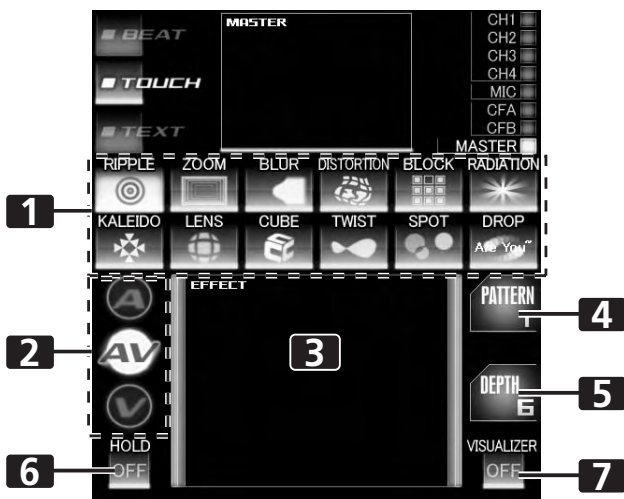 BEAT
MASTER
CH1
CH2
CH3
CH4
MIC
CFA
CFB
MASTER
TOUCH
TEXT
RIPPLE ZOOM BLUR DISTORTION BLOCK RADIATION
1
KALEIDO LENS CUBE TWIST SPOT DROP
Are You~
EFFECT
A
AV
V
2
3
PATTERN
1
4
DEPTH
6
5
HOLD
OFF
6
VISUALIZER
OFF
7